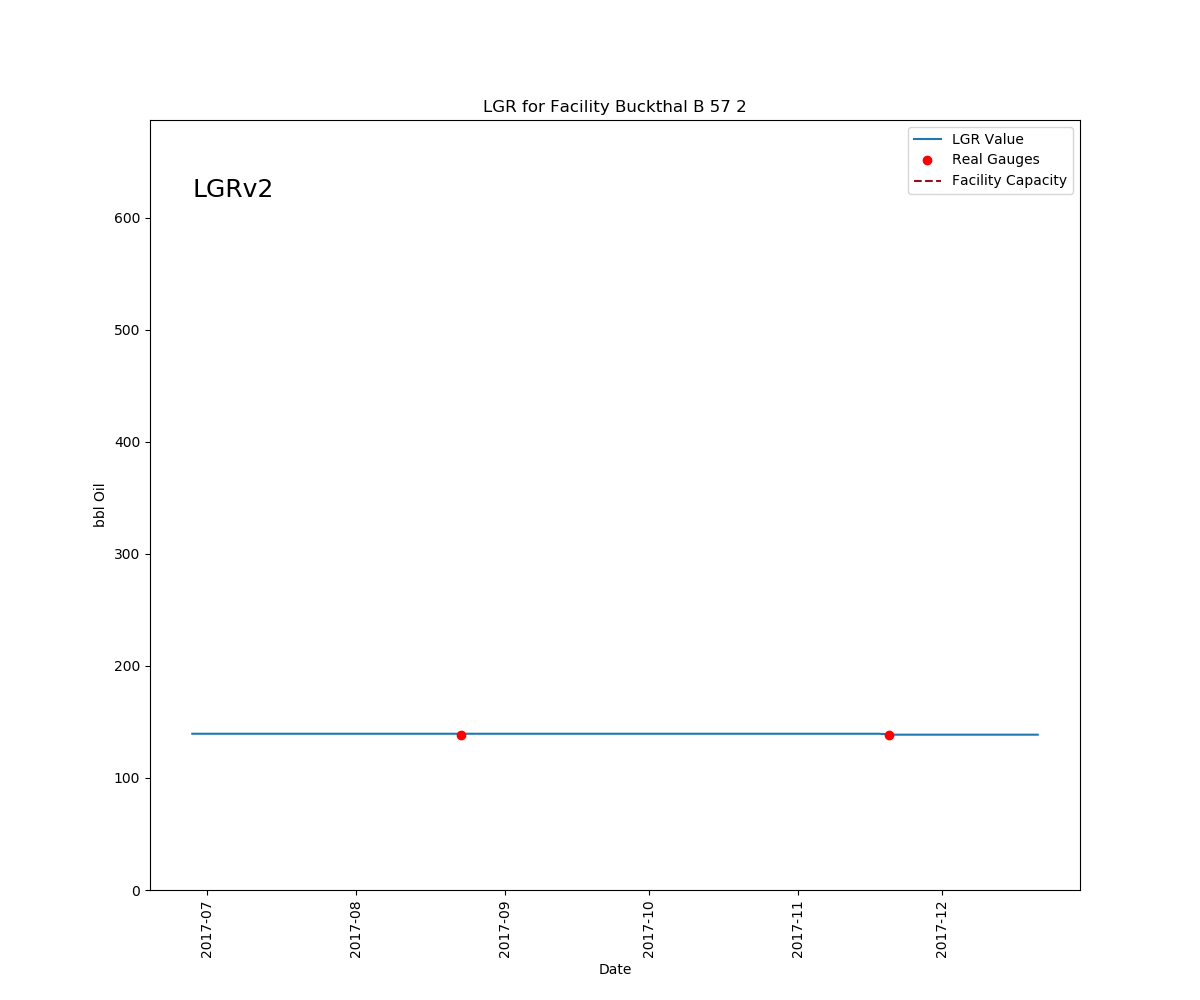 LGR for Facility Buckthal B 57 2
LGR Value
Real Gauges
Facility Capacity
LGRv2
600
500
400
300
200
100
0
bbl Oil
2017-07
2017-08
2017-09
2017-10
2017-11
2017-12
Date